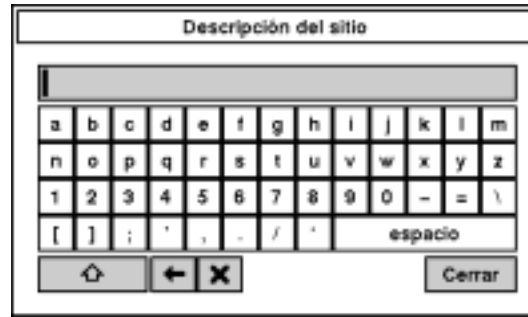 Descripción del sitio
a b c d e f g h i j k l m
n o p q r s t u v w x y z
1 2 3 4 5 6 7 8 9 0 - = \
[ ] ; ' , . / espacio
Cerrar